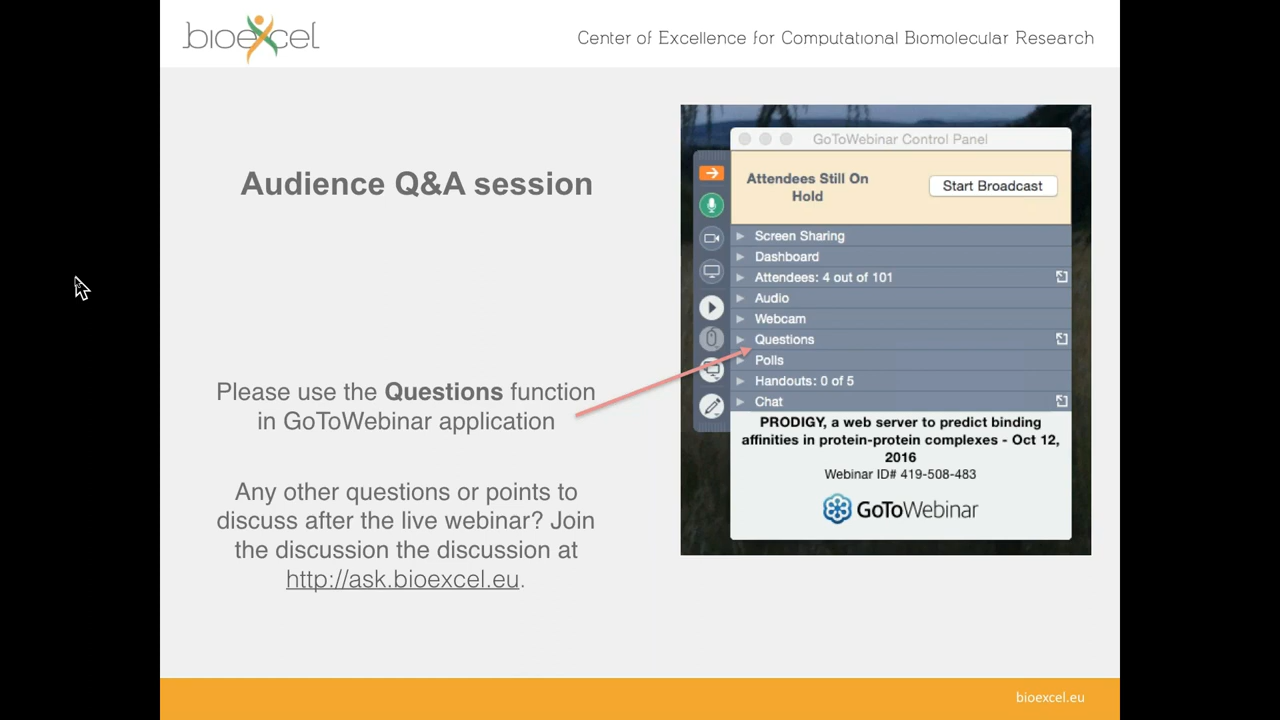 bioexcel
Center of Excellence for Computational Biomolecular Research
Audience Q&A session
Please use the Questions function
in GoToWebinar application
Any other questions or points to
discuss after the live webinar? Join
the discussion the discussion at
http://ask.bioexcel.eu.
GoToWebinar Control Panel
Attendees Still On
Hold
Start Broadcast
Screen Sharing
Dashboard
Attendees: 4 out of 101
Audio
Webcam
Questions
Polls
Handouts: 0 of 5
Chat
PRODIGY, a web server to predict binding
affinities in protein-protein complexes - Oct 12,
2016
Webinar ID# 419-508-483
GoToWebinar
bioexcel.eu